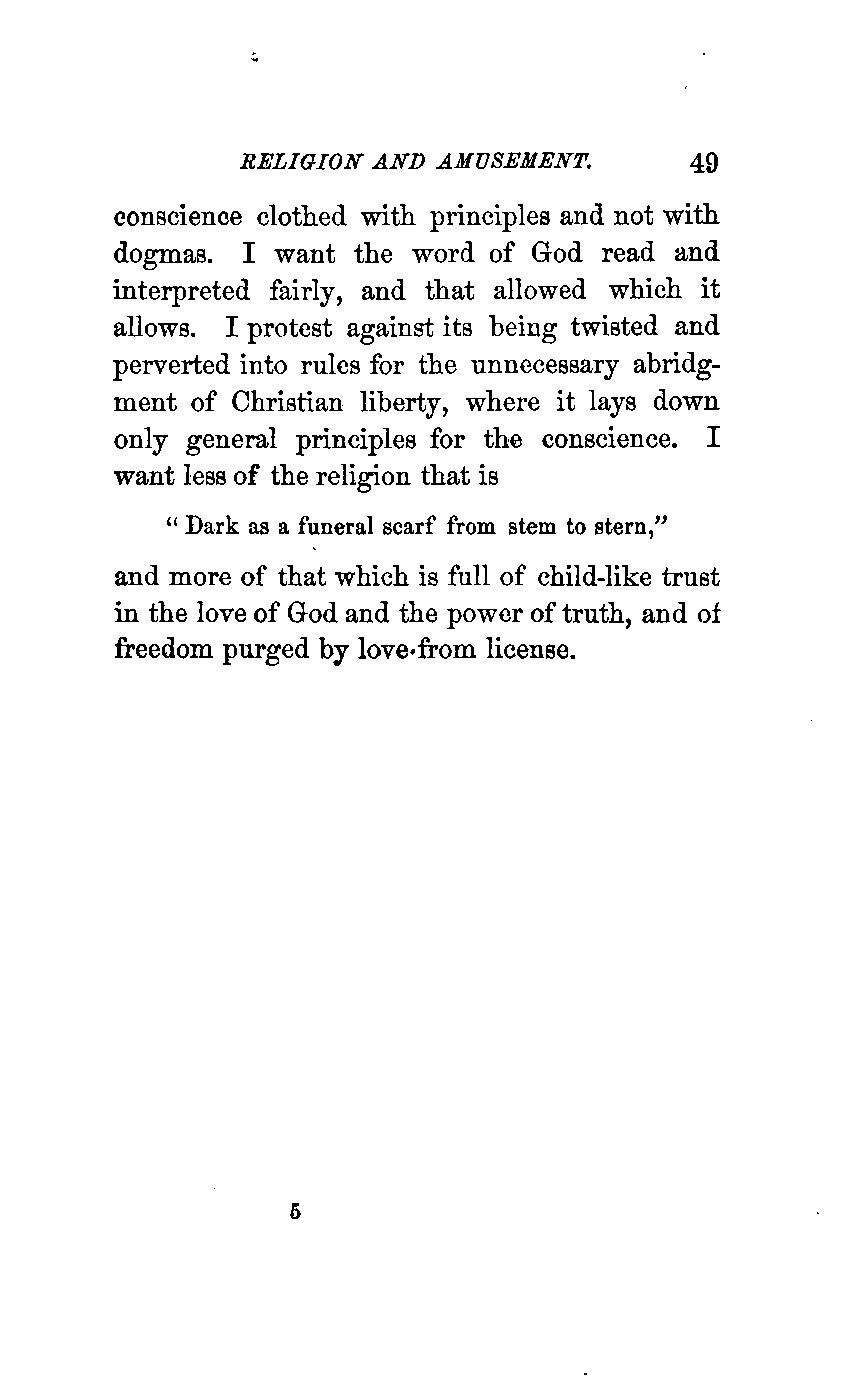 RELIGION AND AMUSEMENT. 49
conscience clothed with principles and not with
dogmas. I want the word of God read and
interpreted fairly, and that allowed which it
allows. I protest against its being twisted and
perverted into rules for the unnecessary abridg-
ment of Christian liberty, where it lays down
only general principles for the conscience. I
want less of the religion that is
“ Dark as a funeral scarf from stem to stern,”
and more of that which is full of child-like trust
in the love of God and the power of truth, and of
freedom purged by love from license.
5